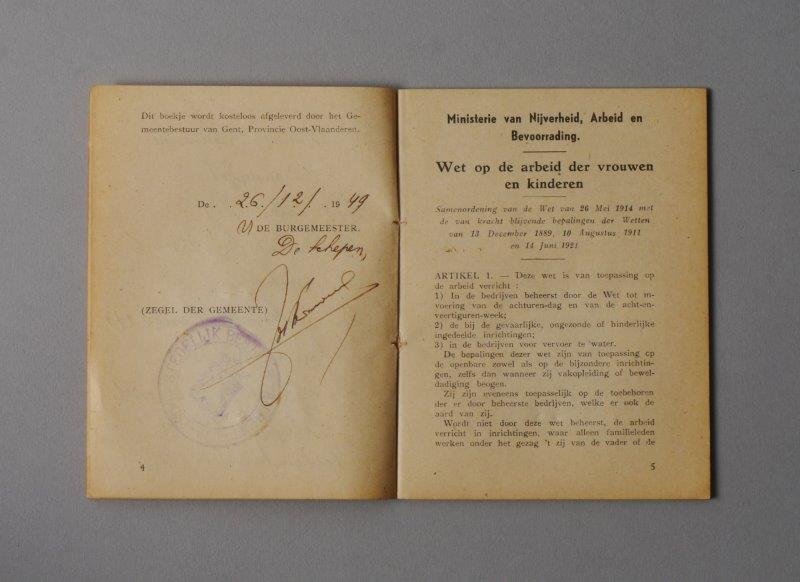 Dit boekje wordt kosteloos afgeleverd door het Ge-
meentebestuur van Gent, Provincie Oost-Vlaanderen.
De . . 26/12/ . 19 49
DE BURGEMEESTER.
De schepen,
(ZEGEL DER GEMEENTE)
4
Ministerie van Nijverheid, Arbeid en
Bevoorrading.
Wet op de arbeid der vrouwen
en kinderen
Samenordening van de Wet van 26 Mei 1914 met
de van kracht blijvende bepalingen der Wetten
van 13 December 1889, 10 Augustus 1911
en 14 Juni 1921
ARTIKEL 1. — Deze wet is van toepassing op
de arbeid verricht :
1) In de bedrijven beheerst door de Wet tot in-
voering van de achturen-dag en van de acht-en-
veertiguren-week;
2) de bij de gevaarlijke, ongezonde of hinderlijke
ingedeelde inrichtingen;
3) in de bedrijven voor vervoer te water.
De bepalingen dezer wet zijn van toepassing op
de openbare zowel als op de bijzondere inrichtin-
gen, zelfs dan wanneer zij vakopleiding of bewel-
dadiging beogen.
Zij zijn eveneens toepasselijk op de toebehoren
der er door beheerste bedrijven, welke er ook de
aard van zij.
Wordt niet door deze wet beheerst, de arbeid
verricht in inrichtingen, waar alleen familieleden
werken onder het gezag 't zij van de vader of de
5